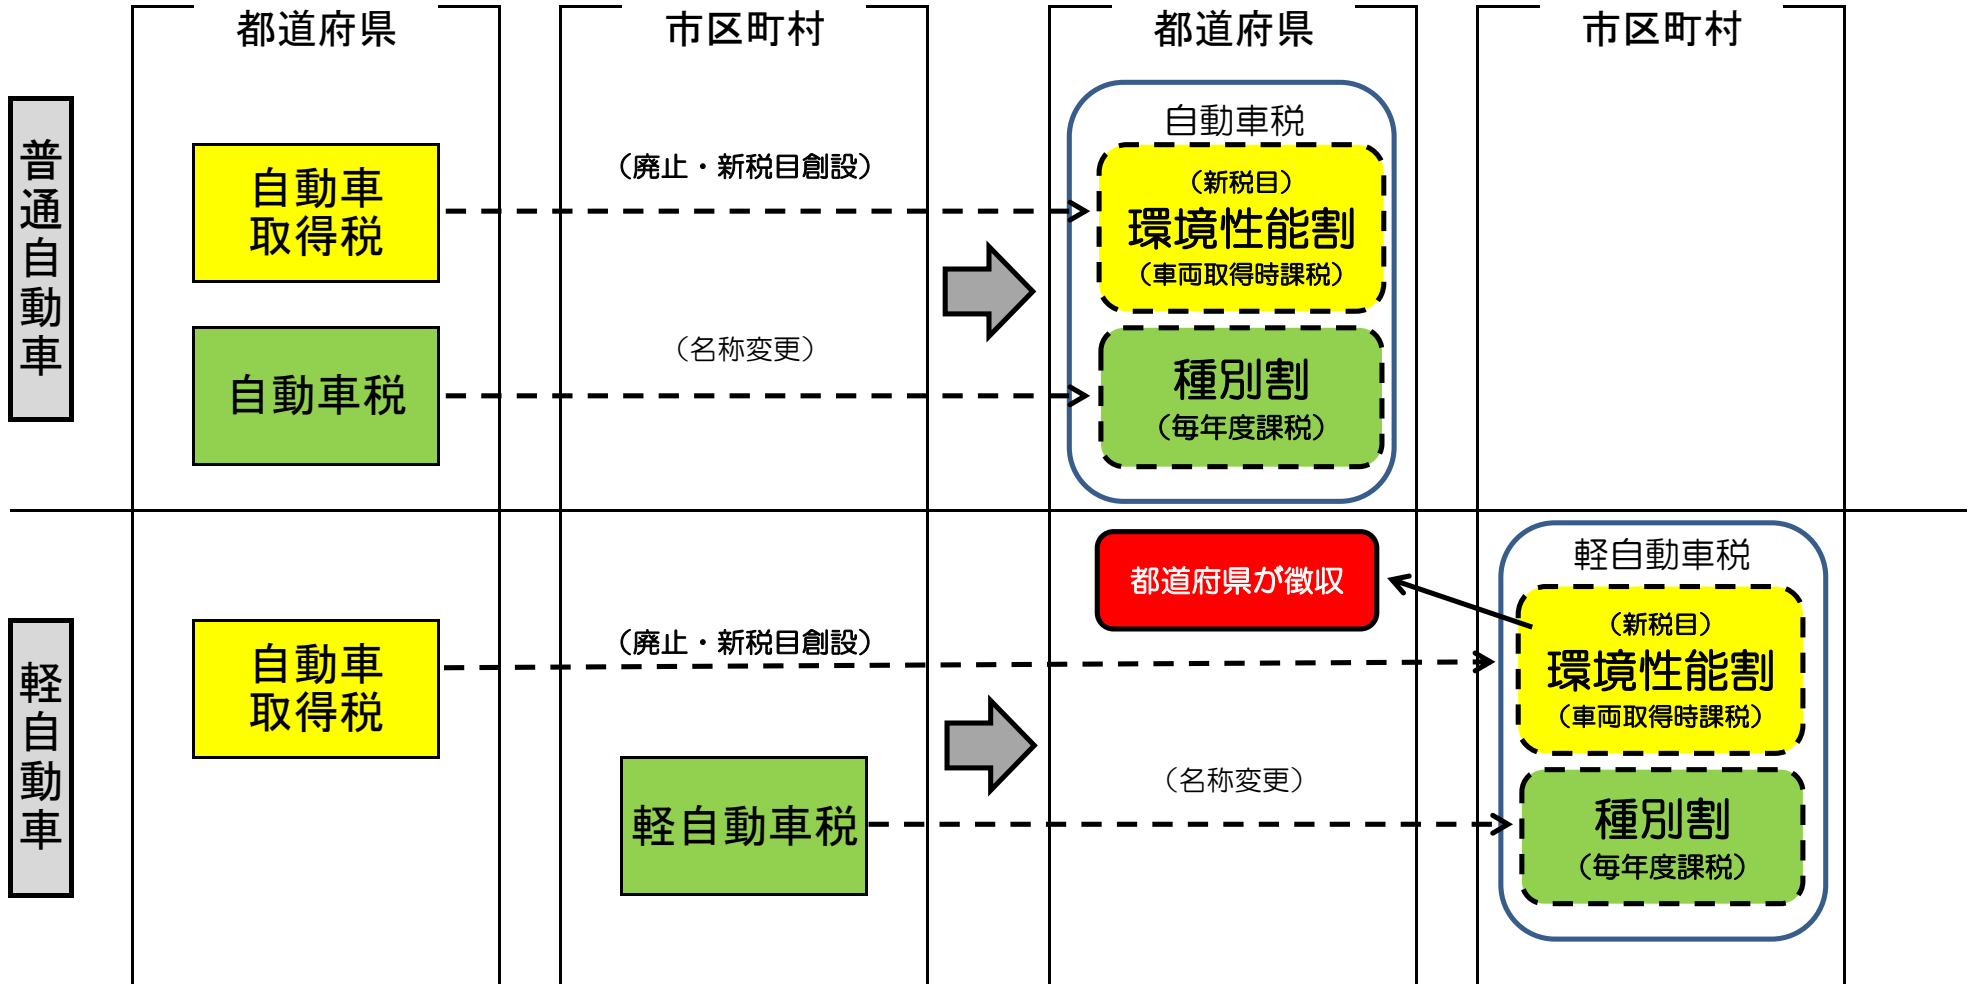 都道府県
市区町村
都道府県
市区町村
普通自動車
自動車
取得税
（廃止・新税目創設）
自動車税
（新税目）
環境性能割
（車両取得時課税）
自動車税
（名称変更）
種別割
（毎年度課税）
軽自動車
自動車
取得税
（廃止・新税目創設）
都道府県が徴収
軽自動車税
（新税目）
環境性能割
（車両取得時課税）
軽自動車税
（名称変更）
種別割
（毎年度課税）